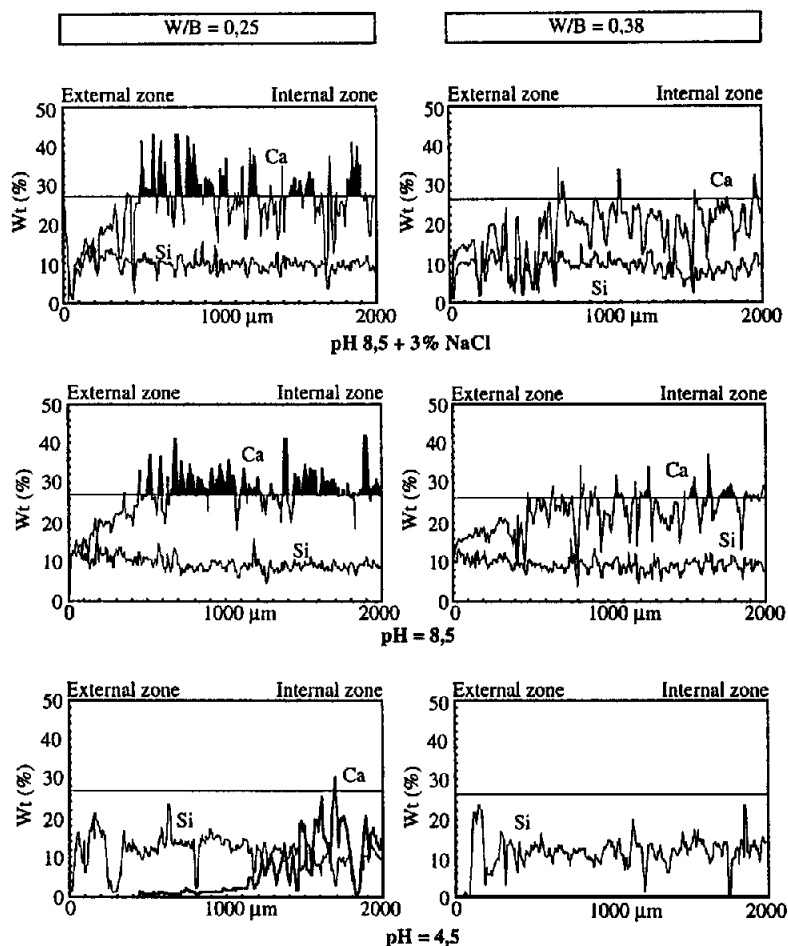 W/B = 0,25
W/B = 0,38
External zone Internal zone
External zone Internal zone
50
40
30
20
10
0
Wt (%)
Ca
Si
0 1000 µm 2000
50
40
30
20
10
0
Wt (%)
Ca
Si
0 1000 µm 2000
pH 8,5 + 3% NaCl
External zone Internal zone
External zone Internal zone
50
40
30
20
10
0
Wt (%)
Ca
Si
0 1000 µm 2000
50
40
30
20
10
0
Wt (%)
Ca
Si
0 1000 µm 2000
pH = 8,5
External zone Internal zone
External zone Internal zone
50
40
30
20
10
0
Wt (%)
Ca
Si
0 1000 µm 2000
50
40
30
20
10
0
Wt (%)
Si
0 1000 µm 2000
pH = 4,5